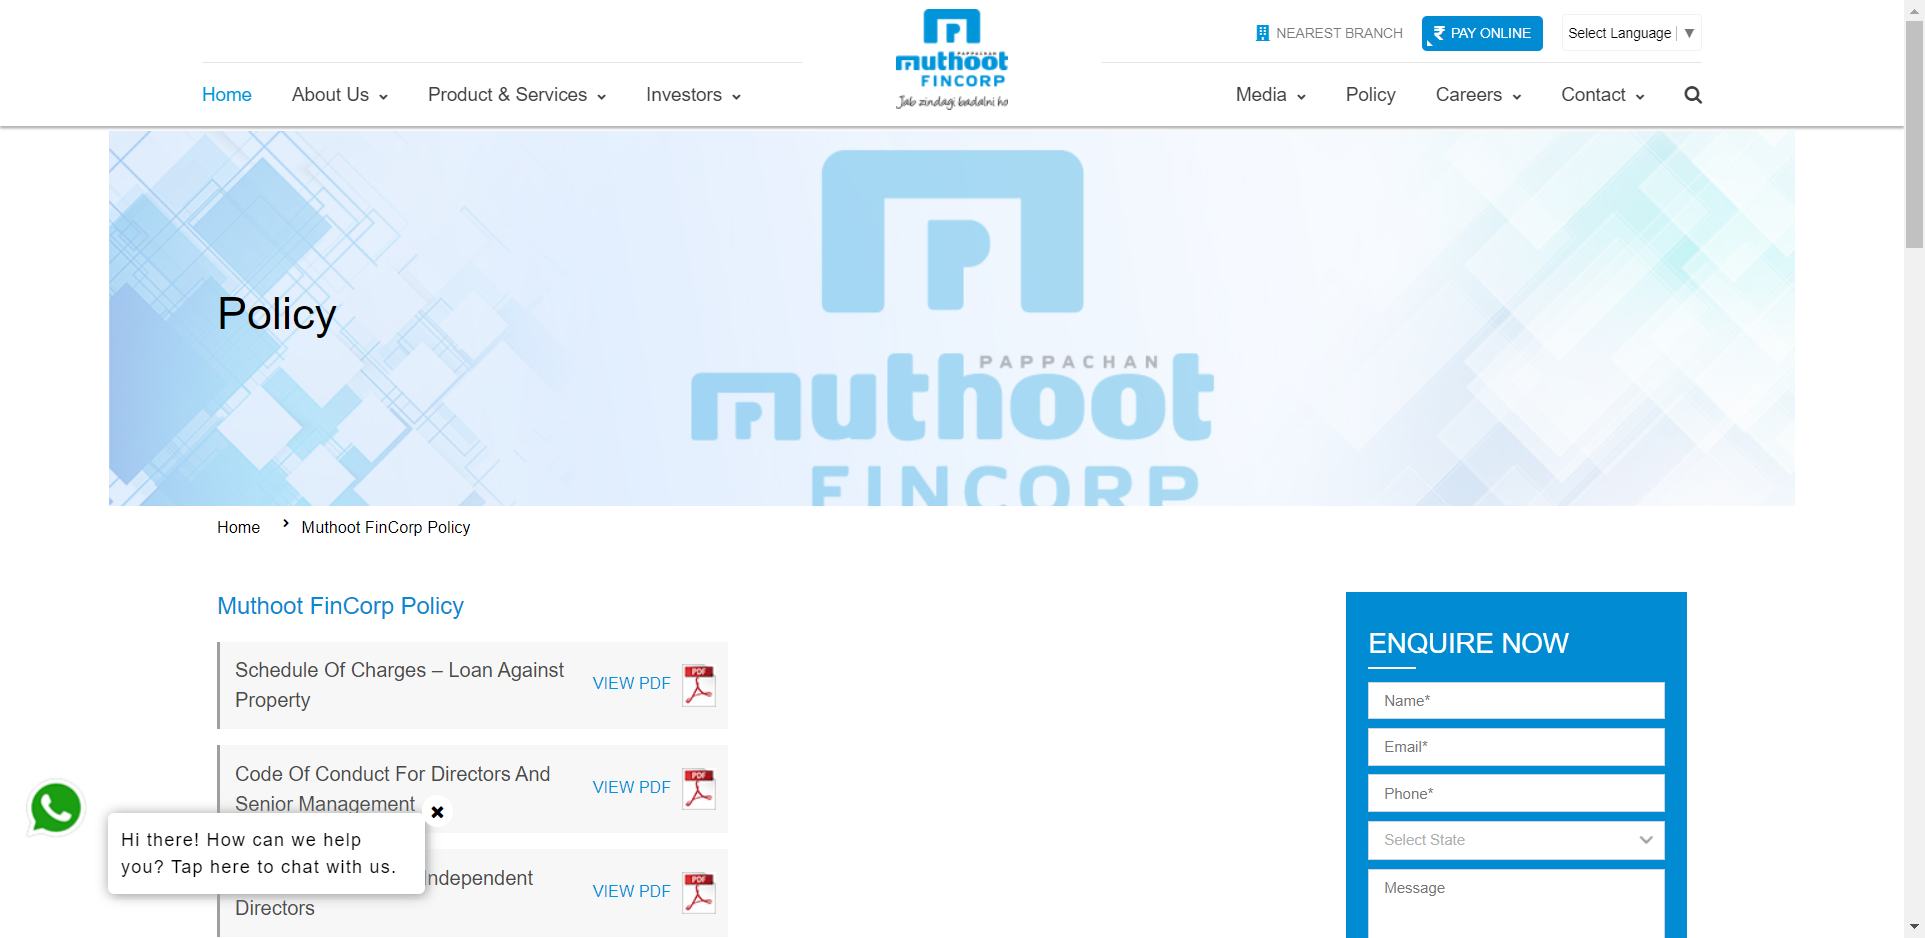 NEAREST BRANCH
PAY ONLINE
Select Language
PAPPACHAN
muthoot
FINCORP
Jab zindagi badalni ho
Home
About Us
Product & Services
Investors
Media
Policy
Careers
Contact
Policy
PAPPACHAN
muthoot
FINCORP
Home
Muthoot FinCorp Policy
Muthoot FinCorp Policy
Schedule Of Charges – Loan Against
Property
VIEW PDF
PDF
Code Of Conduct For Directors And
Senior Management
VIEW PDF
PDF
Independent
Directors
VIEW PDF
PDF
Hi there! How can we help
you? Tap here to chat with us.
ENQUIRE NOW
Name*
Email*
Phone*
Select State
Message